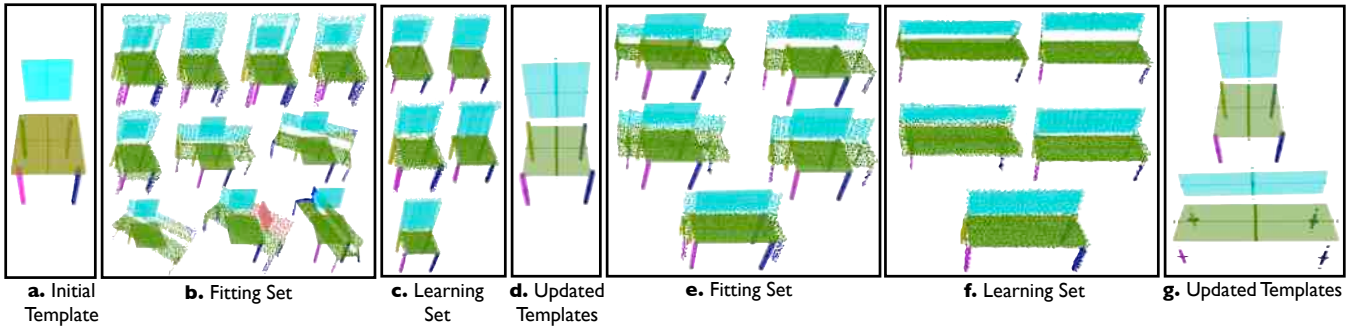 a. Initial
Template
b. Fitting Set
c. Learning
Set
d. Updated
Templates
e. Fitting Set
f. Learning Set
g. Updated Templates